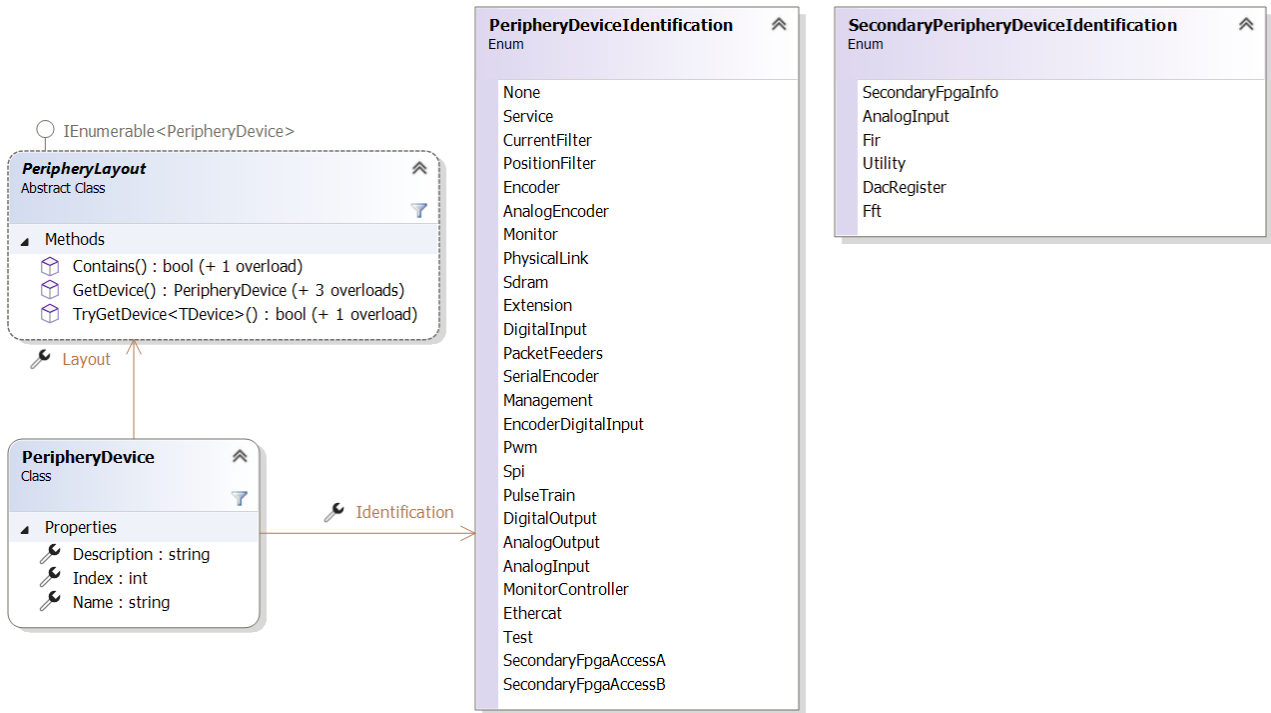 IEnumerable<PeripheryDevice>
PeripheryLayout
Abstract Class
Methods
Contains() : bool (+ 1 overload)
GetDevice() : PeripheryDevice (+ 3 overloads)
TryGetDevice<TDevice>() : bool (+ 1 overload)
Layout
PeripheryDevice
Class
Properties
Description : string
Index : int
Name : string
Identification
PeripheryDeviceIdentification
Enum
None
Service
CurrentFilter
PositionFilter
Encoder
AnalogEncoder
Monitor
PhysicalLink
Sdram
Extension
DigitalInput
PacketFeeders
SerialEncoder
Management
EncoderDigitalInput
Pwm
Spi
PulseTrain
DigitalOutput
AnalogOutput
AnalogInput
MonitorController
Ethercat
Test
SecondaryFpgaAccessA
SecondaryFpgaAccessB
SecondaryPeripheryDeviceIdentification
Enum
SecondaryFpgaInfo
AnalogInput
Fir
Utility
DacRegister
Fft